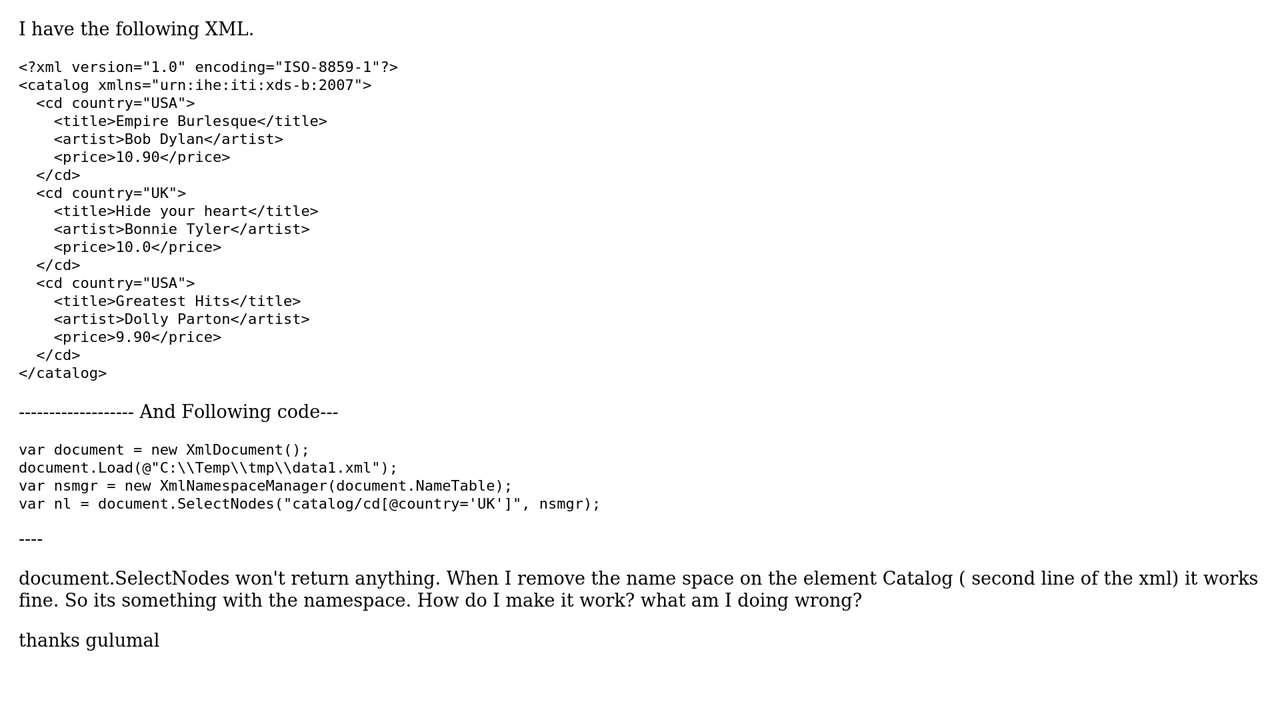 I have the following XML.
<?xml version="1.0" encoding="ISO-8859-1"?>
<catalog xmlns="urn:ihe:iti:xds-b:2007">
  <cd country="USA">
    <title>Empire Burlesque</title>
    <artist>Bob Dylan</artist>
    <price>10.90</price>
  </cd>
  <cd country="UK">
    <title>Hide your heart</title>
    <artist>Bonnie Tyler</artist>
    <price>10.0</price>
  </cd>
  <cd country="USA">
    <title>Greatest Hits</title>
    <artist>Dolly Parton</artist>
    <price>9.90</price>
  </cd>
</catalog>
------------------- And Following code---
var document = new XmlDocument();
document.Load(@"C:\\Temp\\tmp\\data1.xml");
var nsmgr = new XmlNamespaceManager(document.NameTable);
var nl = document.SelectNodes("catalog/cd[@country='UK']", nsmgr);
----
document.SelectNodes won't return anything. When I remove the name space on the element Catalog ( second line of the xml) it works
fine. So its something with the namespace. How do I make it work? what am I doing wrong?
thanks gulumal